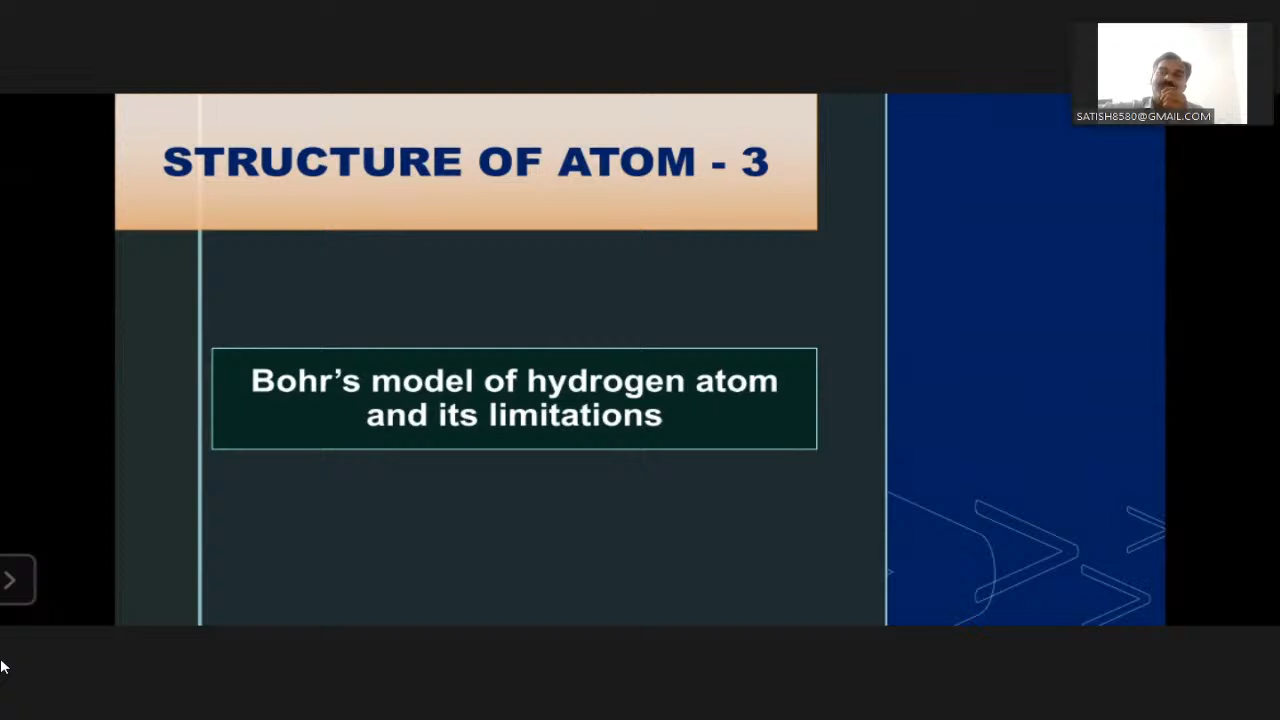 SATISH8580@GMAIL.COM
STRUCTURE OF ATOM - 3
Bohr’s model of hydrogen atom
and its limitations